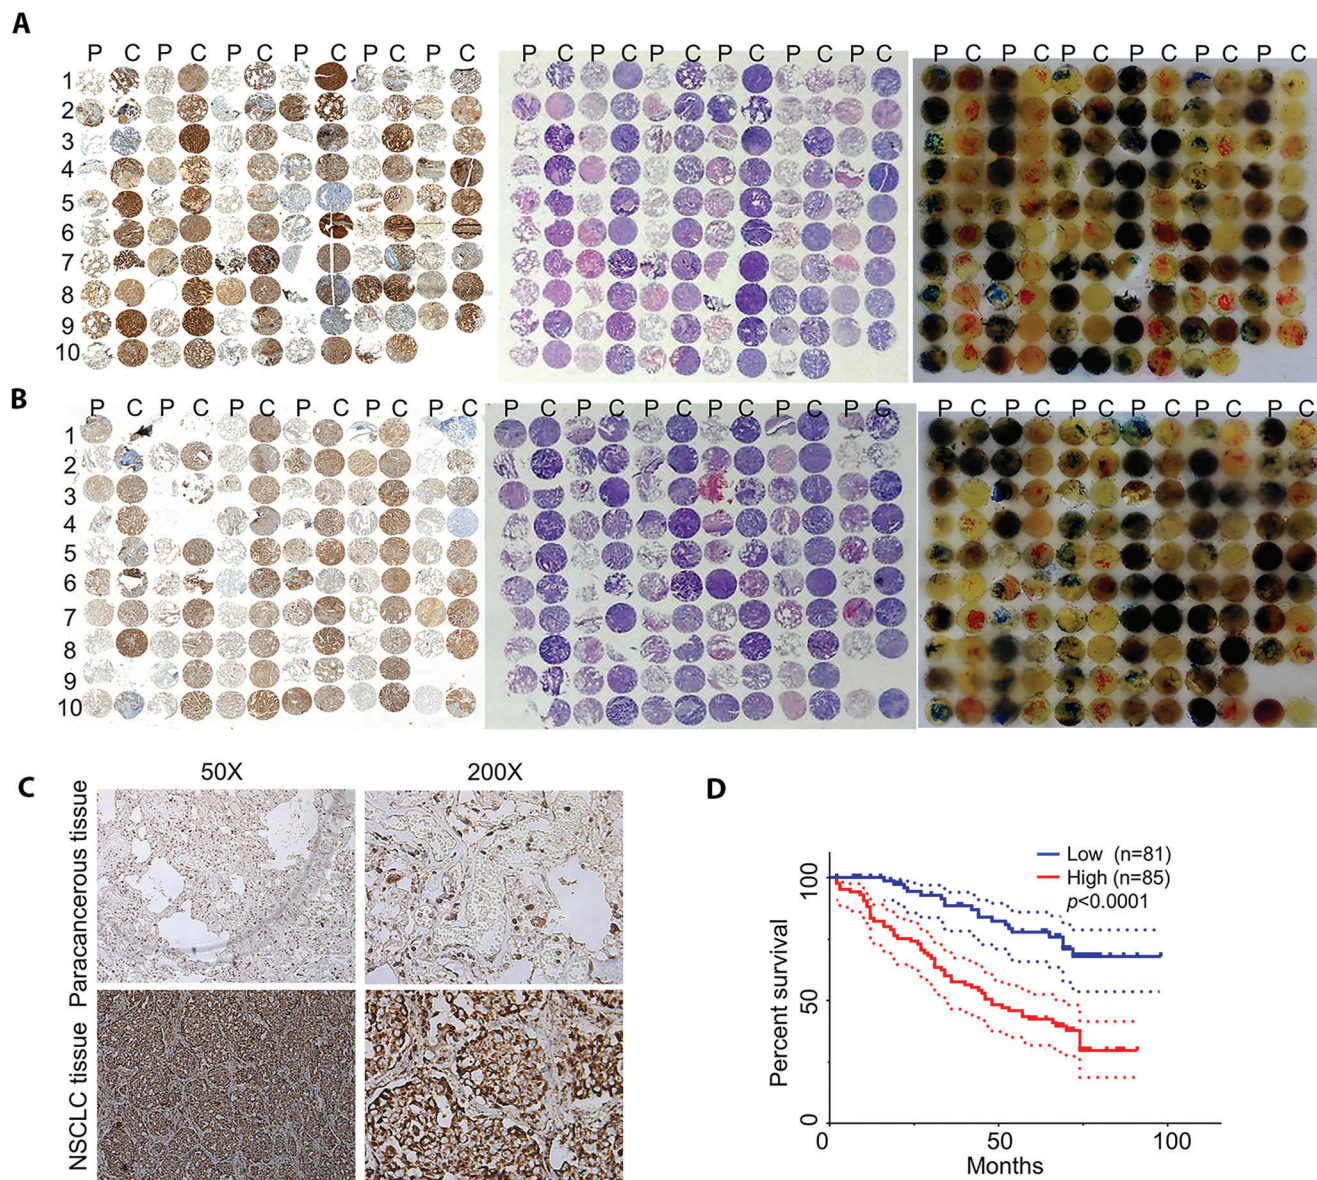 A
P C P C P C P C P C P C
P C P C P C P C P C P C
P C P C P C P C P C P C
1
2
3
4
5
6
7
8
9
10
B
P C P C P C P C P C P C
P C P C P C P C P C P C
P C P C P C P C P C P C
1
2
3
4
5
6
7
8
9
10
C
50X
200X
Paracancerous tissue
NSCLC tissue
D
Low (n=81)
High (n=85)
p<0.0001
Percent survival
100
50
0
0
50
100
Months